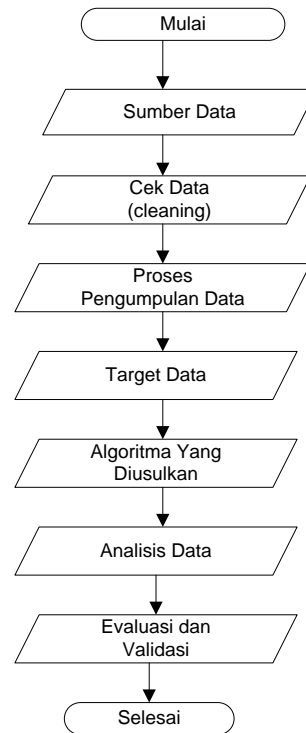 Mulai
Sumber Data
Cek Data
(cleaning)
Proses
Pengumpulan Data
Target Data
Algoritma Yang
Diusulkan
Analisis Data
Evaluasi dan
Validasi
Selesai